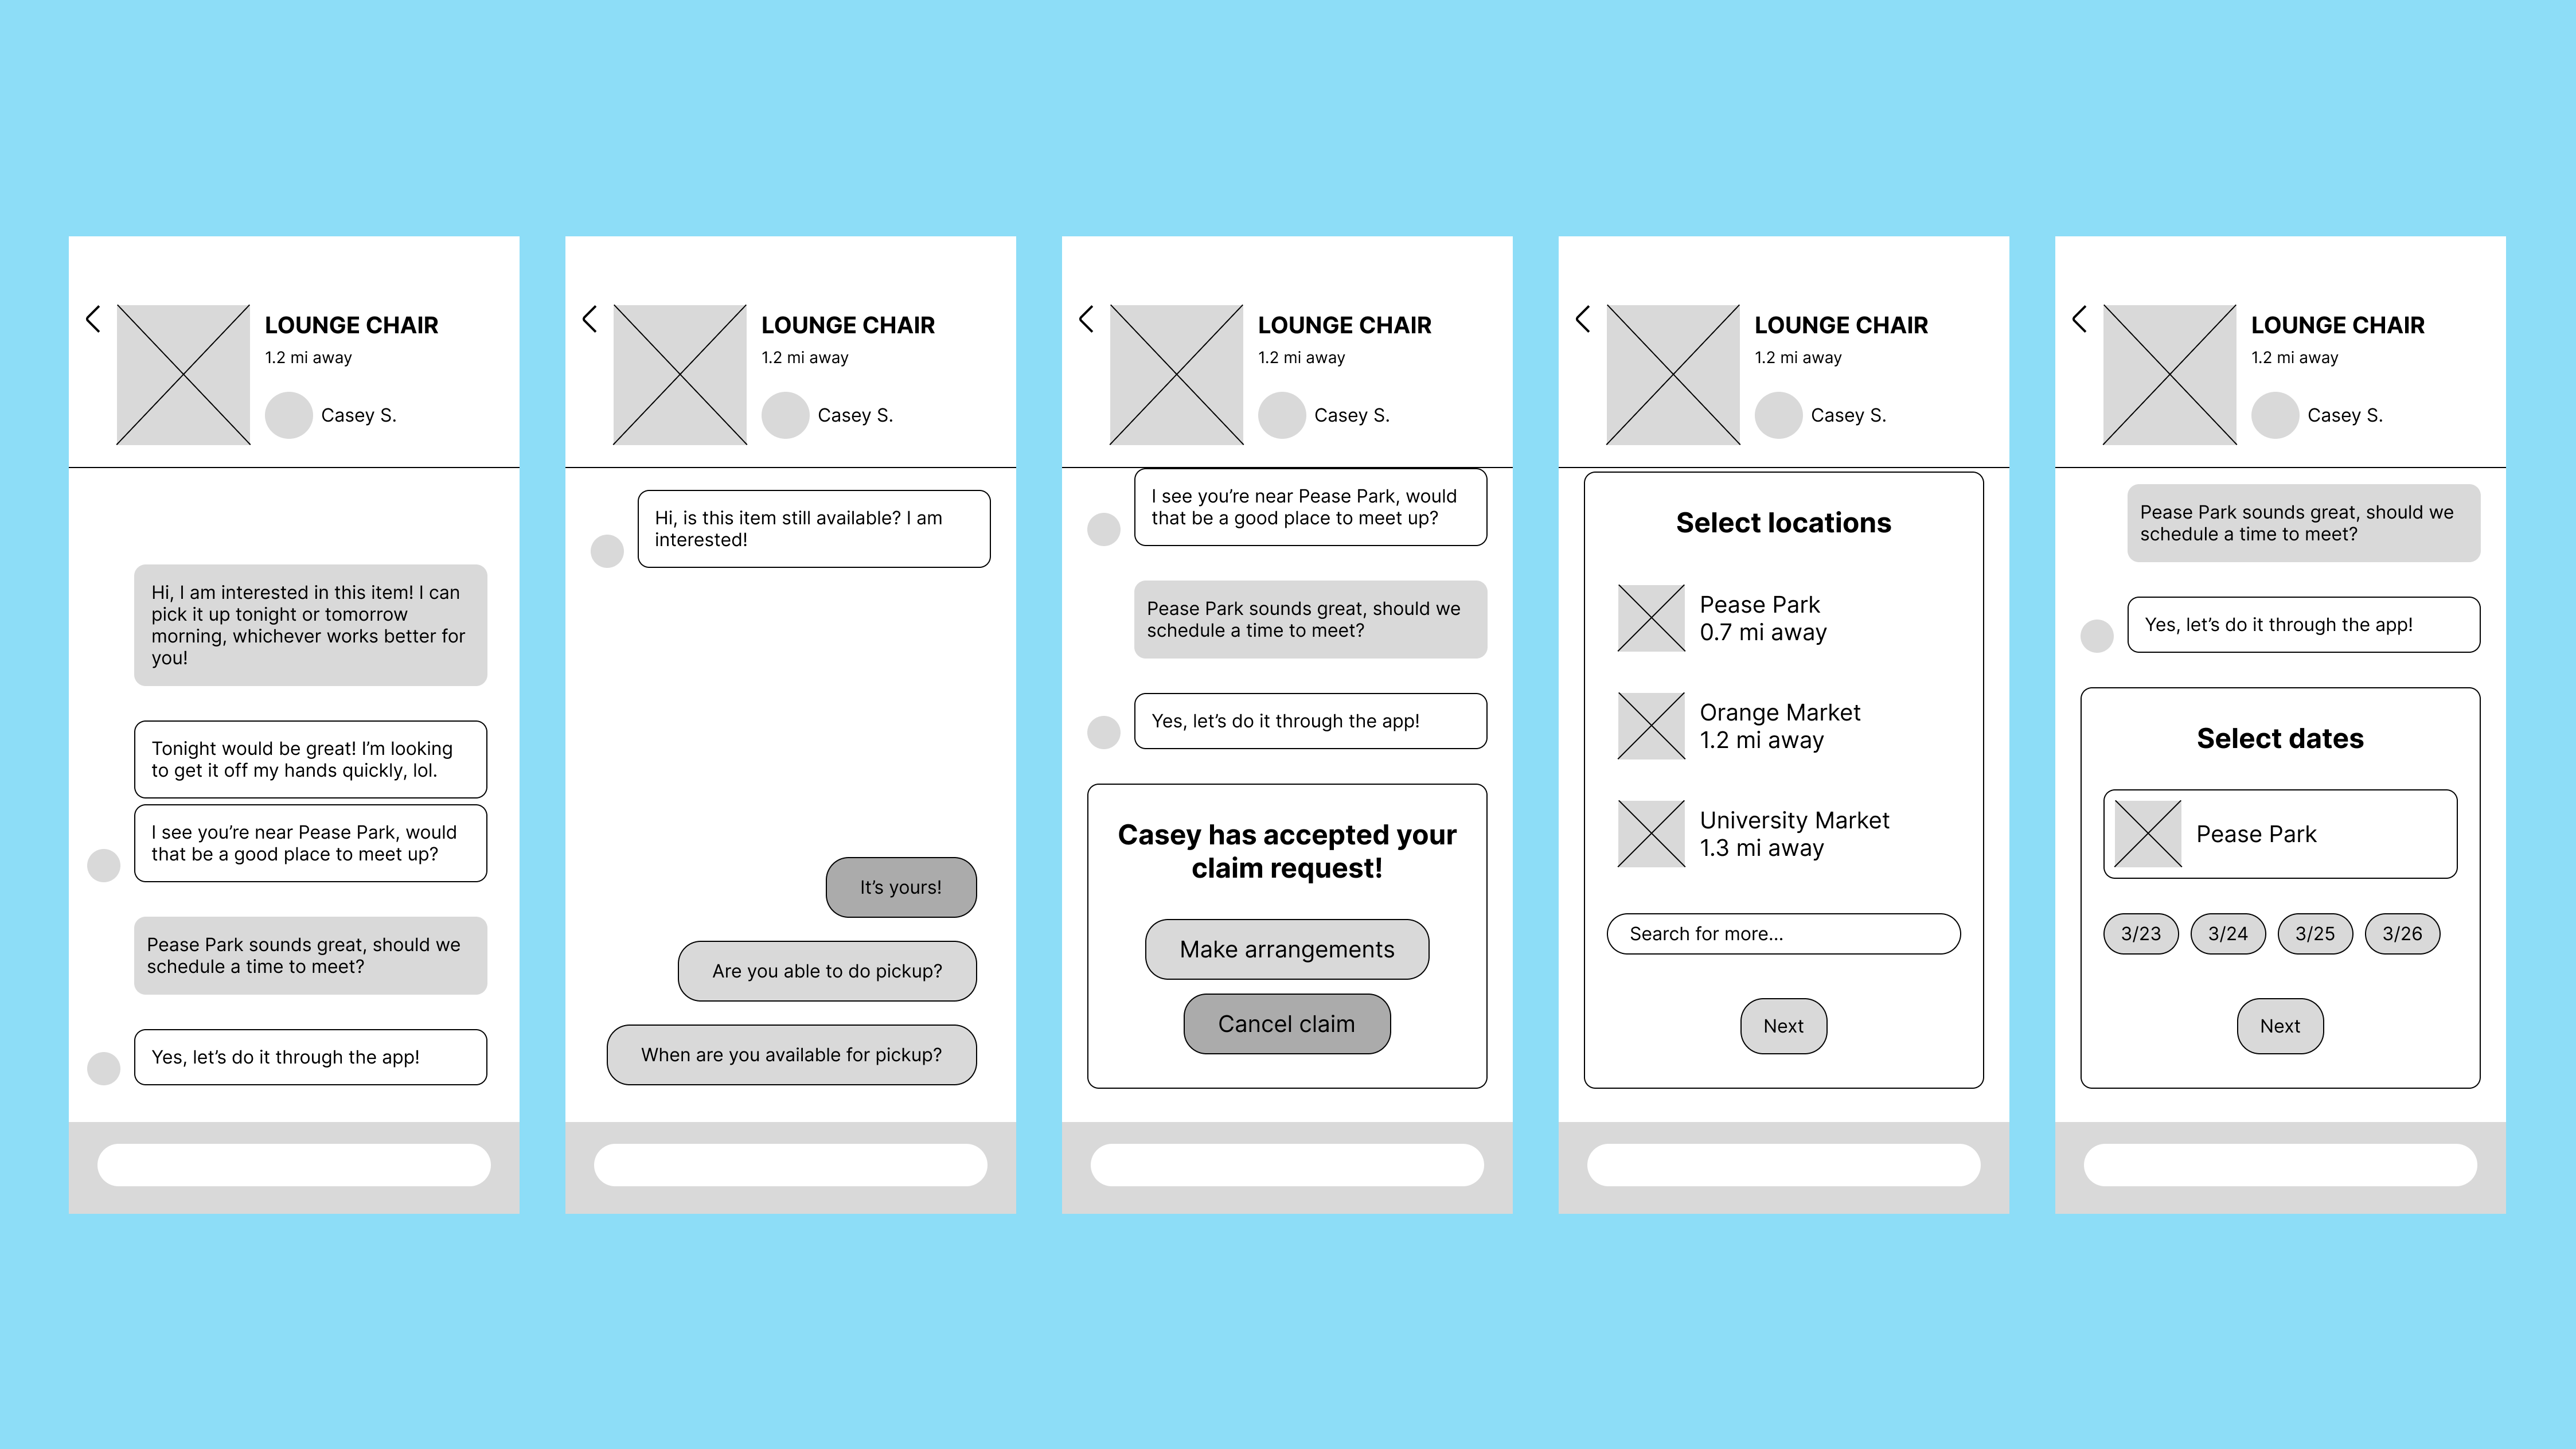 LOUNGE CHAIR
1.2 mi away
Casey S.
Hi, I am interested in this item! I can
pick it up tonight or tomorrow
morning, whichever works better for
you!
Tonight would be great! I’m looking
to get it off my hands quickly, lol.
I see you’re near Pease Park, would
that be a good place to meet up?
Pease Park sounds great, should we
schedule a time to meet?
Yes, let’s do it through the app!
LOUNGE CHAIR
1.2 mi away
Casey S.
Hi, is this item still available? I am
interested!
It’s yours!
Are you able to do pickup?
When are you available for pickup?
LOUNGE CHAIR
1.2 mi away
Casey S.
I see you’re near Pease Park, would
that be a good place to meet up?
Pease Park sounds great, should we
schedule a time to meet?
Yes, let’s do it through the app!
Casey has accepted your
claim request!
Make arrangements
Cancel claim
LOUNGE CHAIR
1.2 mi away
Casey S.
Select locations
Pease Park
0.7 mi away
Orange Market
1.2 mi away
University Market
1.3 mi away
Search for more...
Next
LOUNGE CHAIR
1.2 mi away
Casey S.
Pease Park sounds great, should we
schedule a time to meet?
Yes, let’s do it through the app!
Select dates
Pease Park
3/23 3/24 3/25 3/26
Next